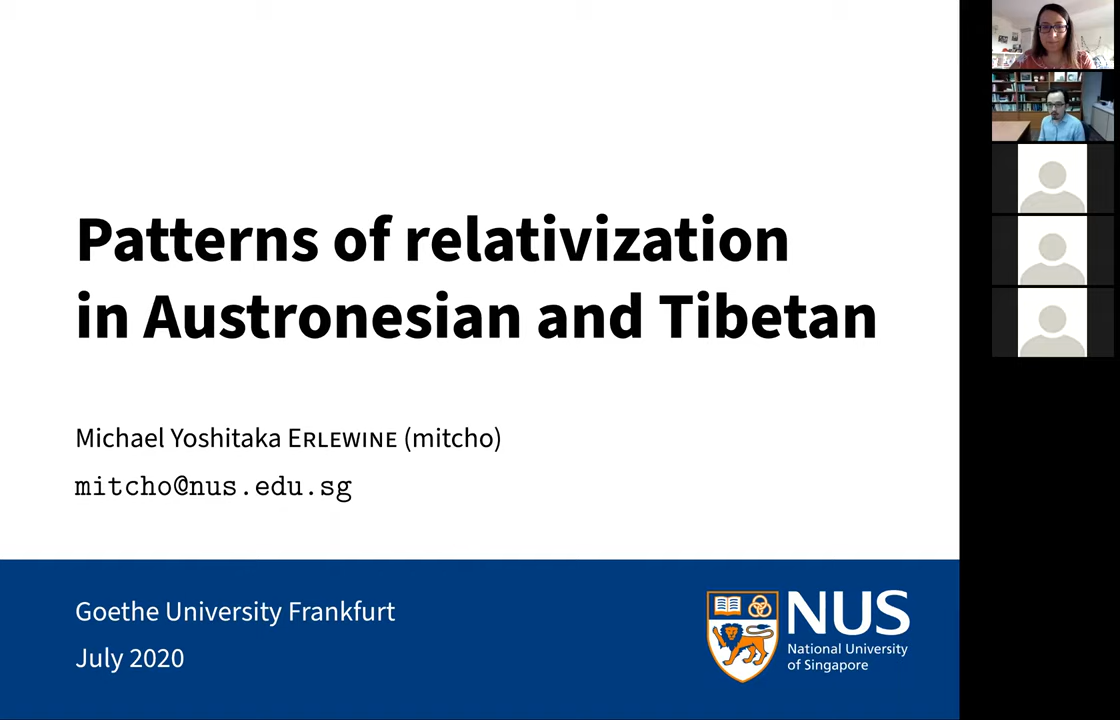 Patterns of relativization
in Austronesian and Tibetan
Michael Yoshitaka ERLEWINE (mitcho)
mitcho@nus.edu.sg
Goethe University Frankfurt
July 2020
NUS
National University
of Singapore